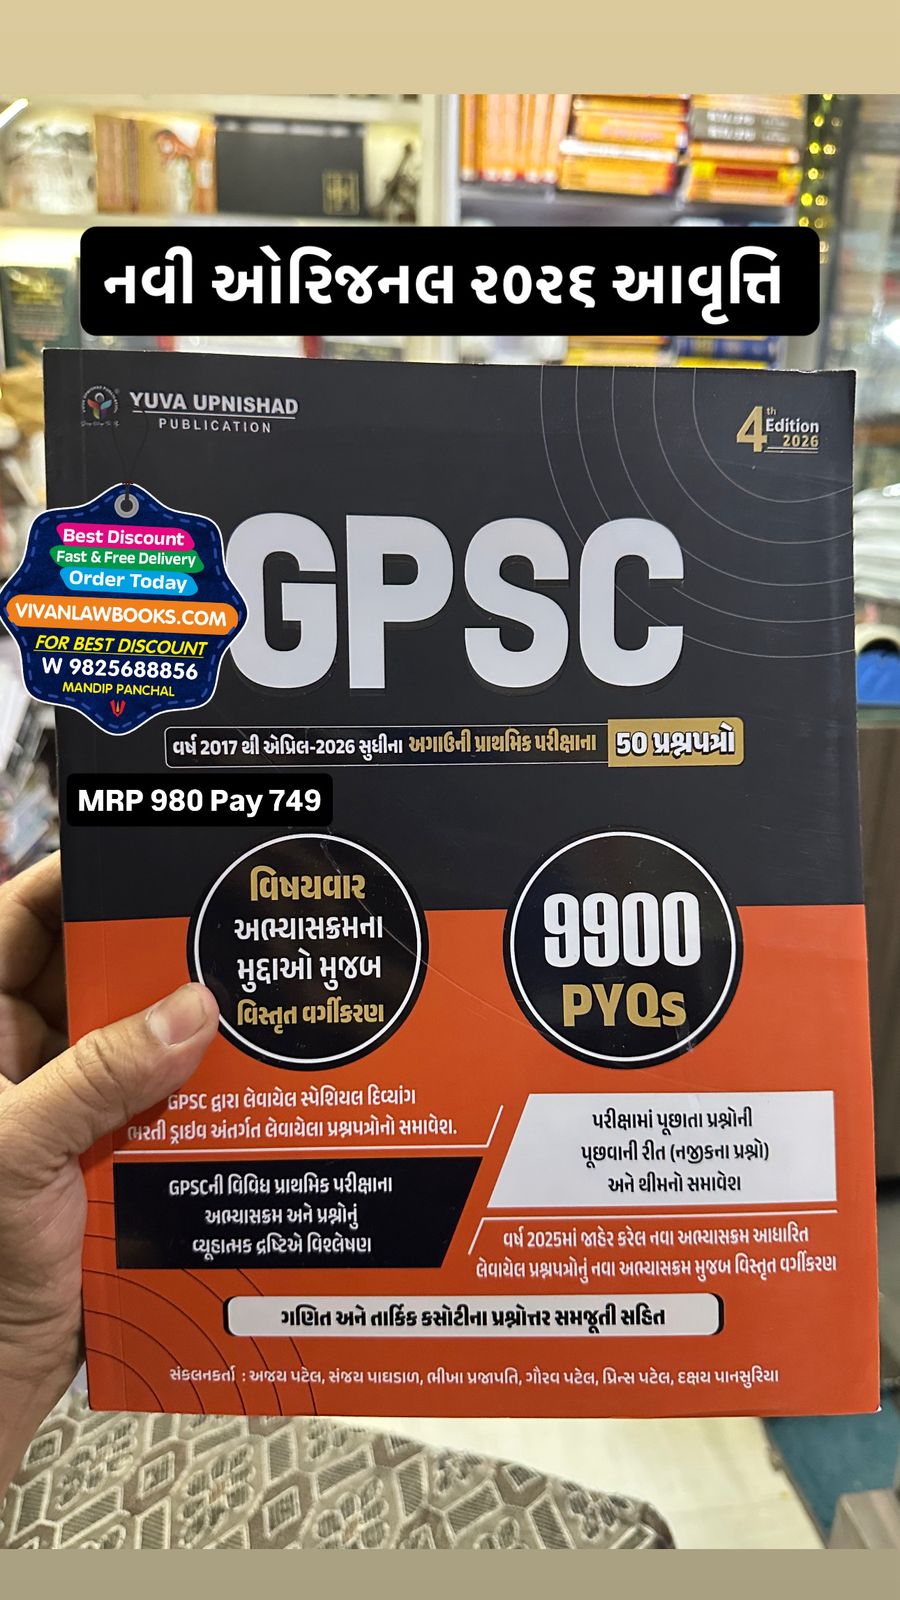 નવી ઓરિજનલ ૨૦૨૬ આવૃત્તિ
YUVA UPNISHAD
PUBLICATION
4th Edition
2026
Best Discount
Fast & Free Delivery
Order Today
VIVANLAWBOOKS.COM
FOR BEST DISCOUNT
W 9825688856
MANDIP PANCHAL
GPSC
વર્ષ 2017 થી એપ્રિલ-2026 સુધીના અગાઉની પ્રાથમિક પરીક્ષાના 50 પ્રશ્નપત્રો
MRP 980 Pay 749
વિષયવાર
અભ્યાસક્રમના
મુદ્દાઓ મુજબ
વિસ્તૃત વર્ગીકરણ
9900
PYQs
GPSC દ્વારા લેવાયેલ સ્પેશિયલ દિવ્યાંગ
ભરતી ડ્રાઇવ અંતર્ગત લેવાયેલા પ્રશ્નપત્રોનો સમાવેશ.
પરીક્ષામાં પૂછાતા પ્રશ્નોની
પૂછવાની રીત (નજીકના પ્રશ્નો)
અને થીમનો સમાવેશ
GPSCની વિવિધ પ્રાથમિક પરીક્ષાના
અભ્યાસક્રમ અને પ્રશ્નોનું
વ્યૂહાત્મક દ્રષ્ટિએ વિશ્લેષણ
વર્ષ 2025માં જાહેર કરેલ નવા અભ્યાસક્રમ આધારિત
લેવાયેલ પ્રશ્નપત્રોનું નવા અભ્યાસક્રમ મુજબ વિસ્તૃત વર્ગીકરણ
ગણિત અને તાર્કિક કસોટીના પ્રશ્નોત્તર સમજૂતી સહિત
સંકલનકર્તા : અજય પટેલ, સંજય પાઘડાળ, ભીખા પ્રજાપતિ, ગૌરવ પટેલ, પ્રિન્સ પટેલ, દક્ષય પાનસુરિયા